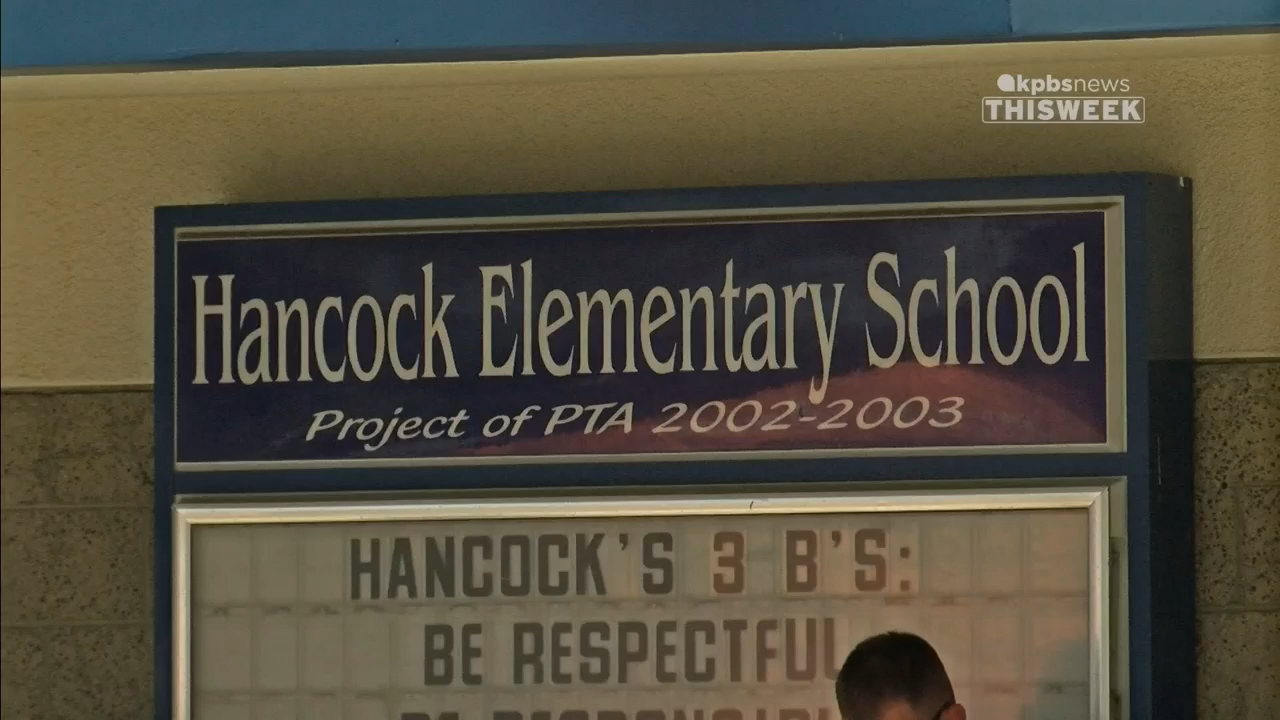 kpbsnews
THISWEEK
Hancock Elementary School
Project of PTA 2002-2003
HANCOCK'S 3 B'S:
BE RESPECTFUL